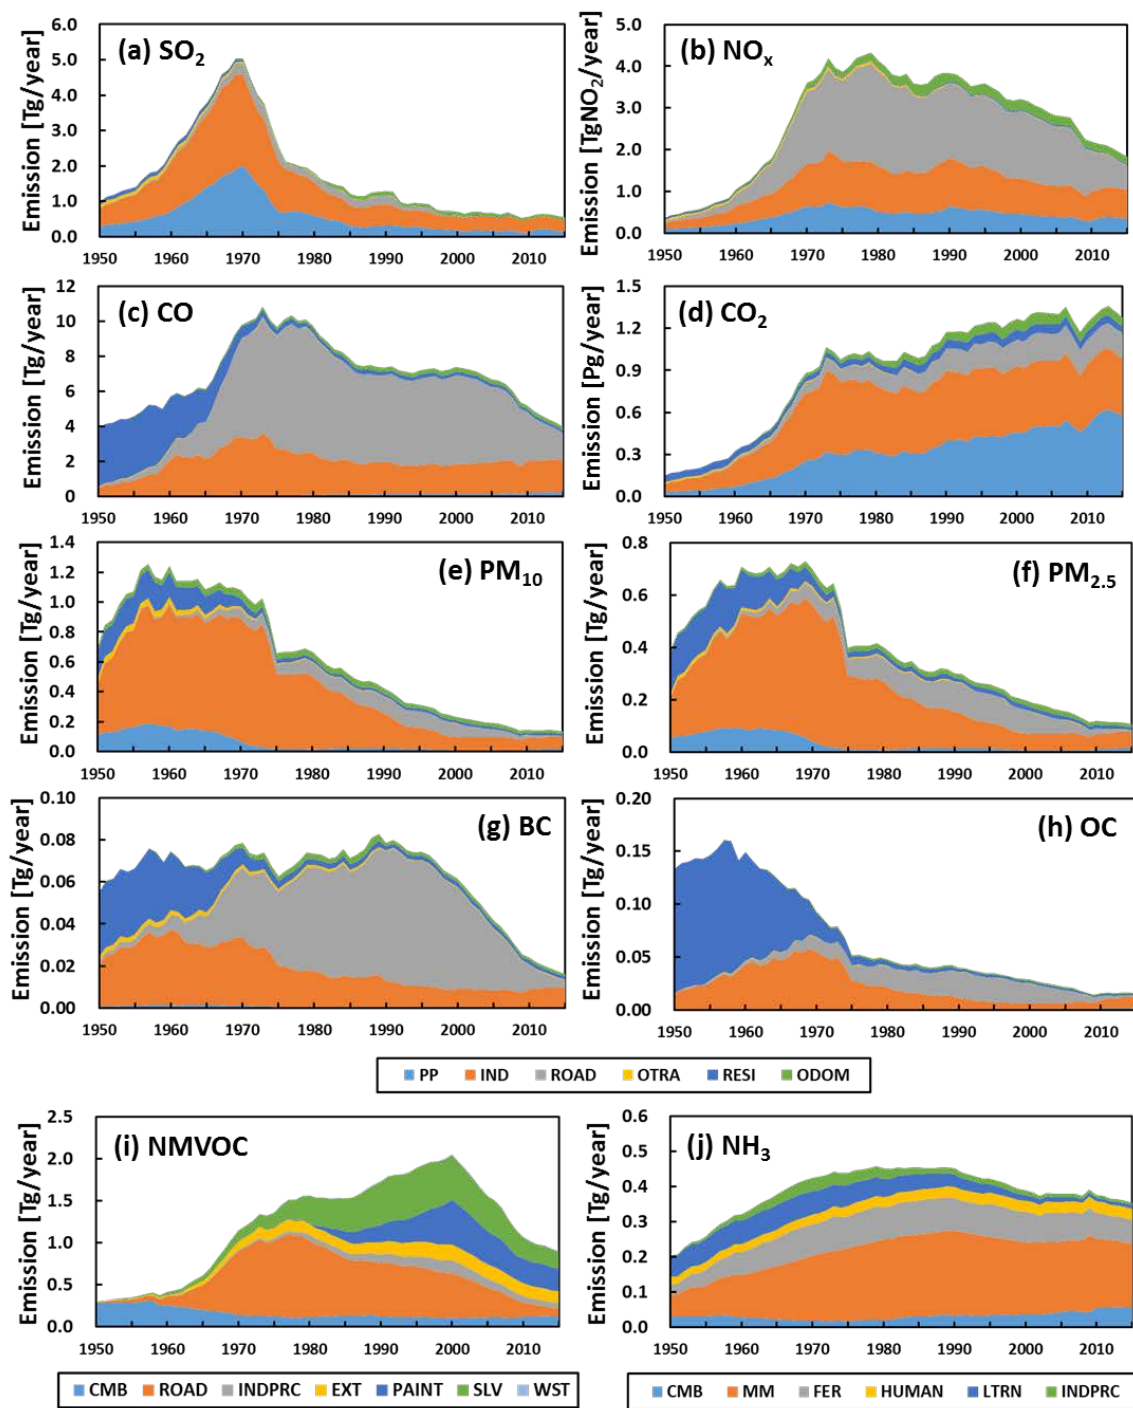 (a) SO2
Emission [Tg/year]
6.0
5.0
4.0
3.0
2.0
1.0
0.0
1950 1960 1970 1980 1990 2000 2010
(b) NOx
Emission [TgNO2/year]
5.0
4.0
3.0
2.0
1.0
0.0
1950 1960 1970 1980 1990 2000 2010
(c) CO
Emission [Tg/year]
12
10
8
6
4
2
0
1950 1960 1970 1980 1990 2000 2010
(d) CO2
Emission [Pg/year]
1.5
1.2
0.9
0.6
0.3
0.0
1950 1960 1970 1980 1990 2000 2010
(e) PM10
Emission [Tg/year]
1.4
1.2
1.0
0.8
0.6
0.4
0.2
0.0
1950 1960 1970 1980 1990 2000 2010
(f) PM2.5
Emission [Tg/year]
0.8
0.6
0.4
0.2
0.0
1950 1960 1970 1980 1990 2000 2010
(g) BC
Emission [Tg/year]
0.10
0.08
0.06
0.04
0.02
0.00
1950 1960 1970 1980 1990 2000 2010
(h) OC
Emission [Tg/year]
0.20
0.15
0.10
0.05
0.00
1950 1960 1970 1980 1990 2000 2010
PP IND ROAD OTRA RESI ODOM
(i) NMVOC
Emission [Tg/year]
2.5
2.0
1.5
1.0
0.5
0.0
1950 1960 1970 1980 1990 2000 2010
(j) NH3
Emission [Tg/year]
0.6
0.5
0.4
0.3
0.2
0.1
0.0
1950 1960 1970 1980 1990 2000 2010
CMB ROAD INDPRC EXT PAINT SLV WST
CMB MM FER HUMAN LTRN INDPRC